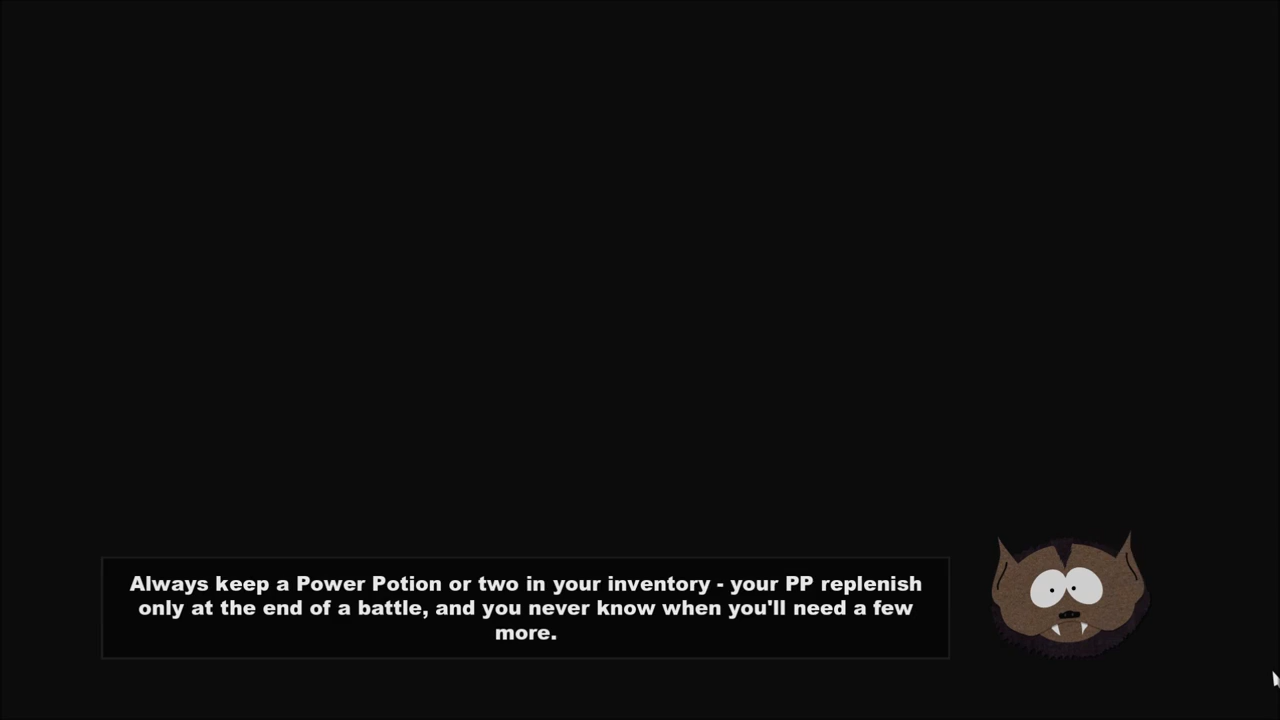 Always keep a Power Potion or two in your inventory - your PP replenish
only at the end of a battle, and you never know when you'll need a few
more.